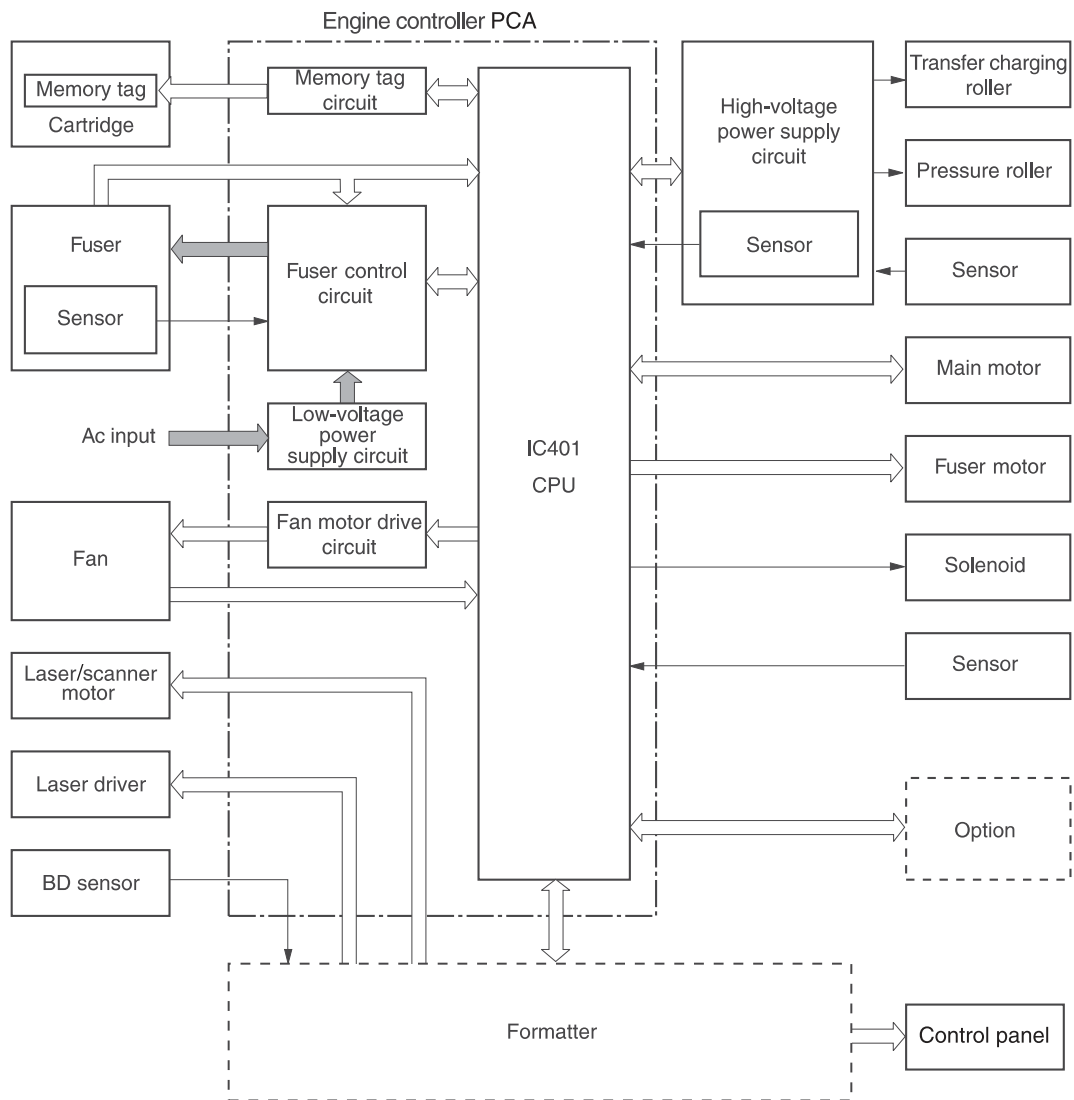 Engine controller PCA
Memory tag
Cartridge
Memory tag
circuit
High-voltage
power supply
circuit
Sensor
Transfer charging
roller
Pressure roller
Sensor
Fuser
Sensor
Fuser control
circuit
Ac input
Low-voltage
power
supply circuit
IC401
CPU
Main motor
Fuser motor
Fan
Fan motor drive
circuit
Solenoid
Sensor
Laser/scanner
motor
Laser driver
BD sensor
Option
Formatter
Control panel